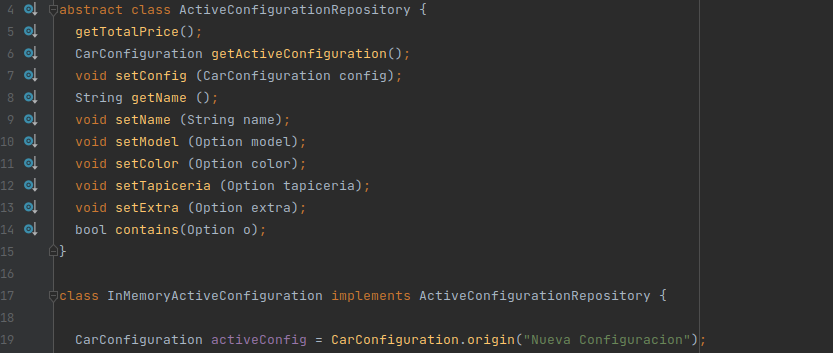 4 abstract class ActiveConfigurationRepository {
5 getTotalPrice();
6 CarConfiguration getActiveConfiguration();
7 void setConfig (CarConfiguration config);
8 String getName ();
9 void setName (String name);
10 void setModel (Option model);
11 void setColor (Option color);
12 void setTapiceria (Option tapiceria);
13 void setExtra (Option extra);
14 bool contains(Option o);
15 }
16
17 class InMemoryActiveConfiguration implements ActiveConfigurationRepository {
18
19 CarConfiguration activeConfig = CarConfiguration.origin("Nueva Configuracion");